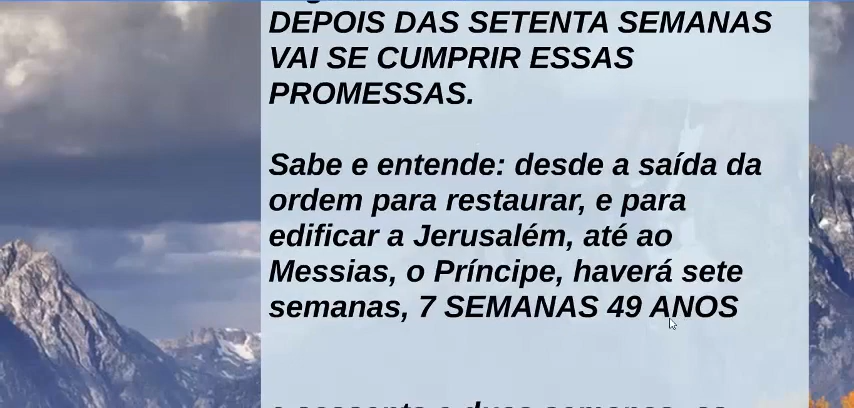 DEPOIS DAS SETENTA SEMANAS
VAI SE CUMPRIR ESSAS
PROMESSAS.
Sabe e entende: desde a saída da
ordem para restaurar, e para
edificar a Jerusalém, até ao
Messias, o Príncipe, haverá sete
semanas, 7 SEMANAS 49 ANOS